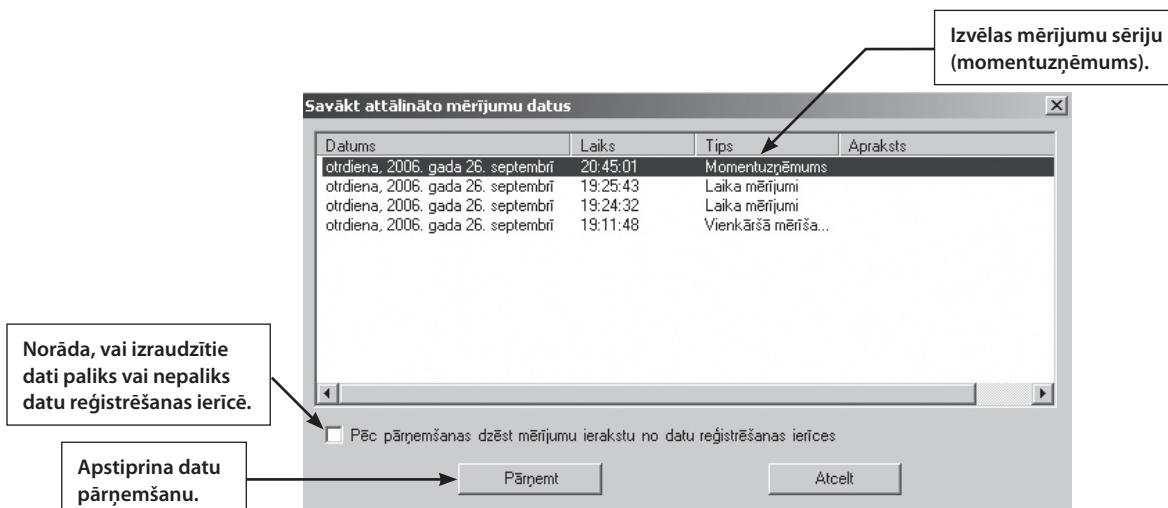 Izvēlas mērījumu sēriju
(momentuzņēmums).
Savākt attālināto mērījumu datus
Datums Laiks Tips Apraksts
otrdiena, 2006. gada 26. septembrī 20:45:01 Momentuzņēmums
otrdiena, 2006. gada 26. septembrī 19:25:43 Laika mērījumi
otrdiena, 2006. gada 26. septembrī 19:24:32 Laika mērījumi
otrdiena, 2006. gada 26. septembrī 19:11:48 Vienkāršā mērīša...
Norāda, vai izraudzītie
dati paliks vai nepaliks
datu reģistrēšanas ierīcē.
Pēc pārņemšanas dzēst mērījumu ierakstu no datu reģistrēšanas ierīces
Apstiprina datu
pārņemšanu.
Pārņemt Atcelt